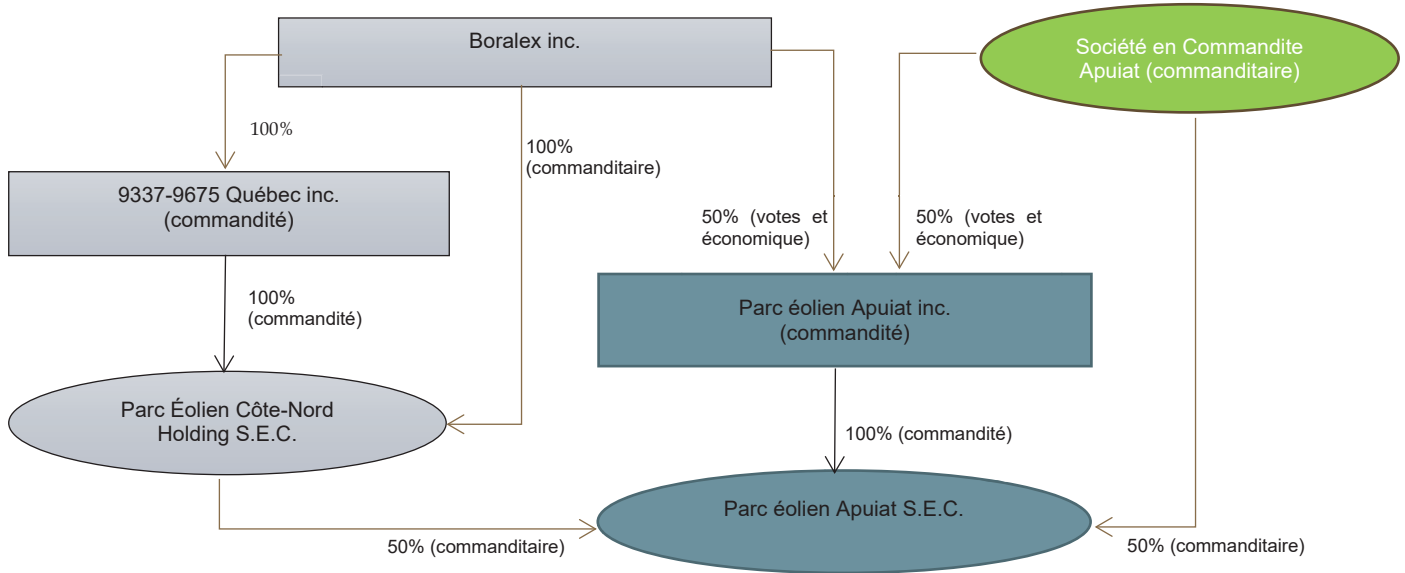 Boralex inc.
Société en Commandite
Apuiat (commanditaire)
100%
100%
(commanditaire)
9337-9675 Québec inc.
(commandité)
50% (votes et
économique)
50% (votes et
économique)
100%
(commandité)
Parc éolien Apuiat inc.
(commandité)
Parc Éolien Côte-Nord
Holding S.E.C.
100% (commandité)
Parc éolien Apuiat S.E.C.
50% (commanditaire)
50% (commanditaire)